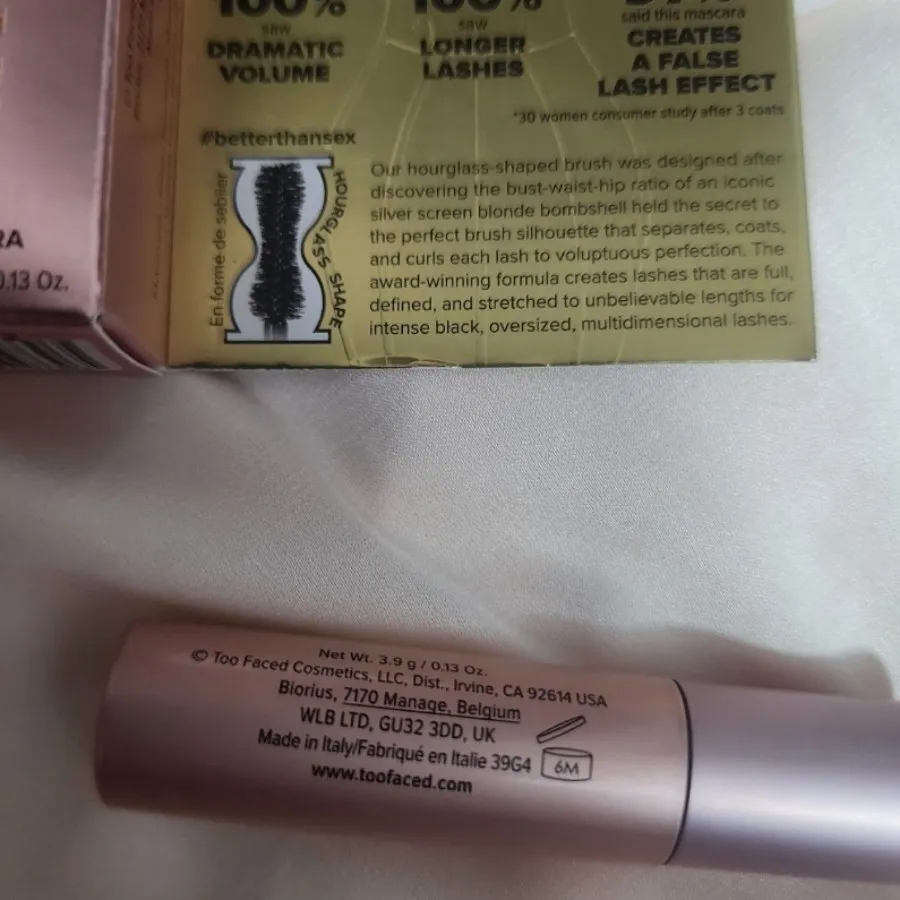 100%
saw
DRAMATIC
VOLUME
100%
saw
LONGER
LASHES
said this mascara
CREATES
A FALSE
LASH EFFECT
*30 women consumer study after 3 coats
#betterthansex
En forme de sablier
HOURGLASS SHAPE
Our hourglass-shaped brush was designed after
discovering the bust-waist-hip ratio of an iconic
silver screen blonde bombshell held the secret to
the perfect brush silhouette that separates, coats,
and curls each lash to voluptuous perfection. The
award-winning formula creates lashes that are full,
defined, and stretched to unbelievable lengths for
intense black, oversized, multidimensional lashes.
RA
0.13 Oz.
Net Wt. 3.9 g / 0.13 Oz.
© Too Faced Cosmetics, LLC, Dist., Irvine, CA 92614 USA
Biorius, 7170 Manage, Belgium
WLB LTD, GU32 3DD, UK
Made in Italy/Fabriqué en Italie 39G4
6M
www.toofaced.com